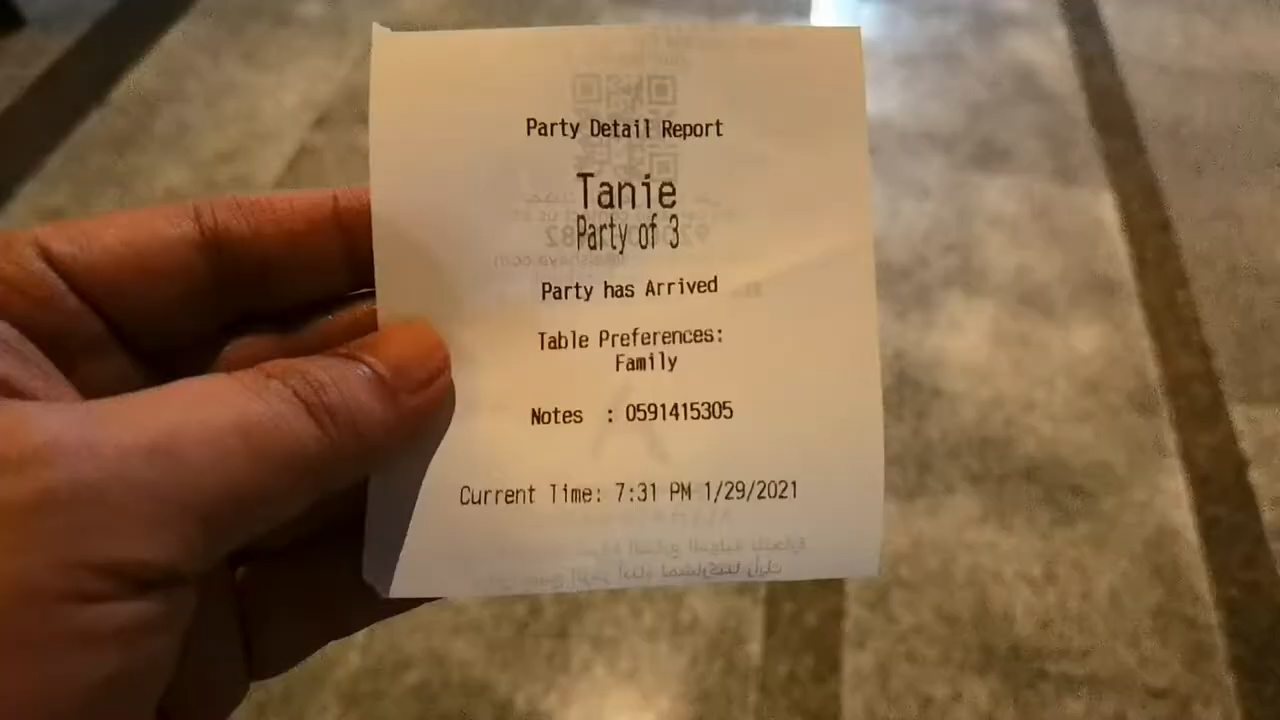 Party Detail Report
Tanie
Party of 3
Party has Arrived
Table Preferences:
Family
Notes : 0591415305
Current Time: 7:31 PM 1/29/2021